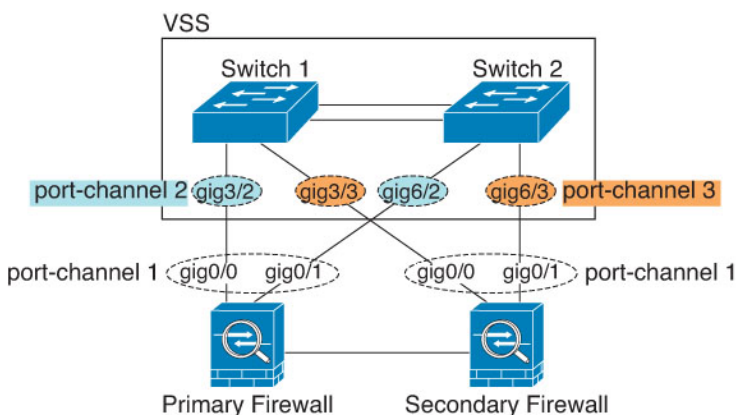 VSS
Switch 1
Switch 2
port-channel 2
gig3/2
gig3/3
gig6/2
gig6/3
port-channel 3
port-channel 1
gig0/0
gig0/1
gig0/0
gig0/1
port-channel 1
Primary Firewall
Secondary Firewall